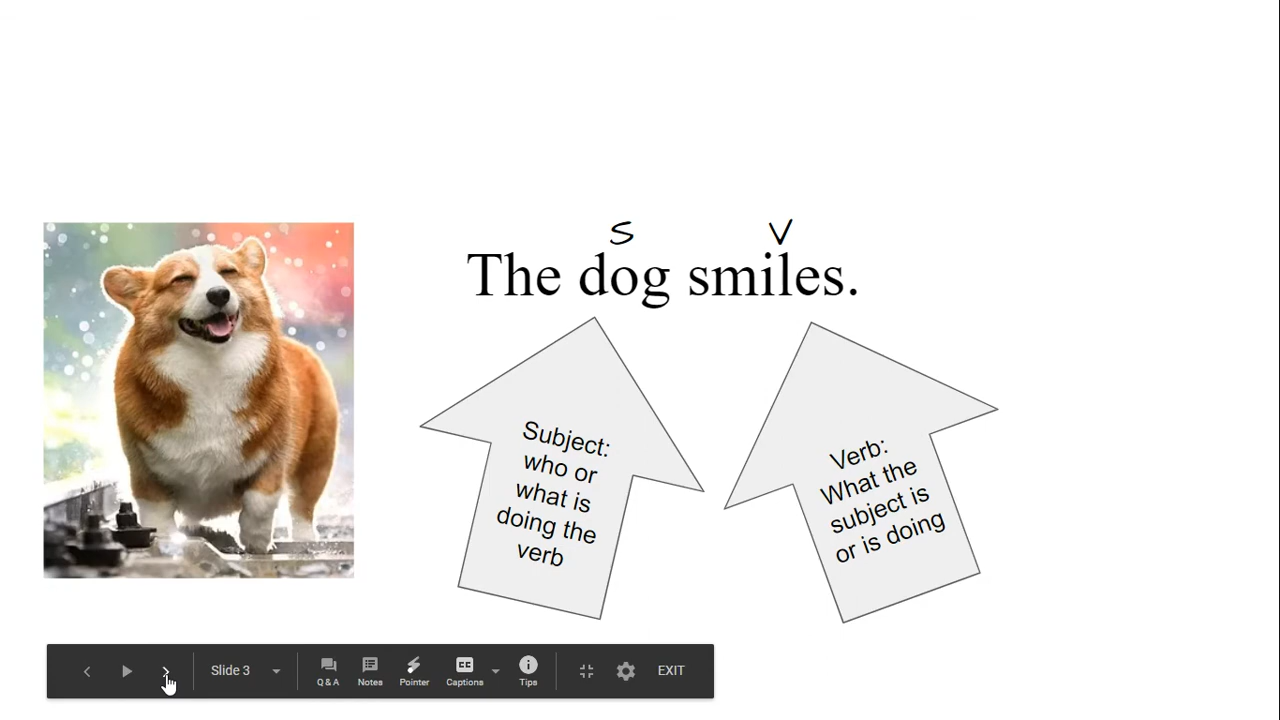 S V
The dog smiles.
Subject:
who or
what is
doing the
verb
Verb:
What the
subject is
or is doing
Slide 3
Q & A
Notes
Pointer
CC
Captions
Tips
EXIT